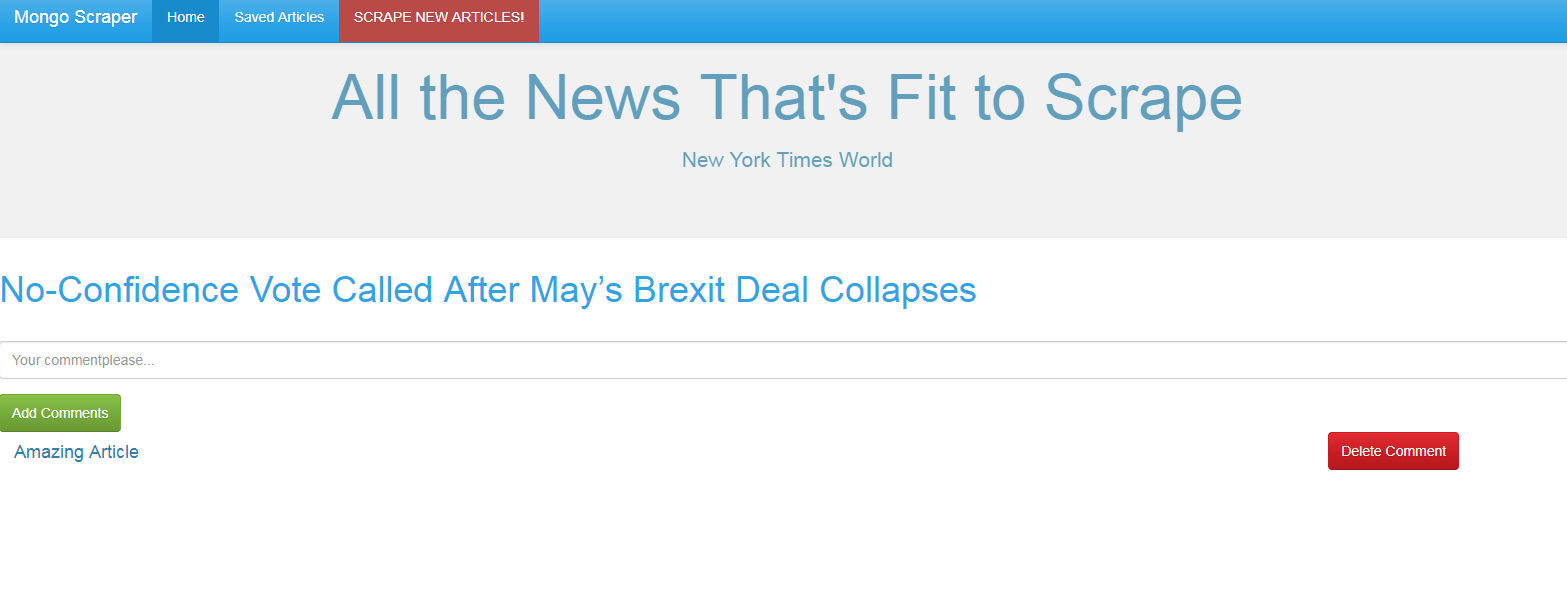 Mongo Scraper Home Saved Articles SCRAPE NEW ARTICLES!
All the News That's Fit to Scrape
New York Times World
No-Confidence Vote Called After May’s Brexit Deal Collapses
Your commentplease...
Add Comments
Amazing Article Delete Comment